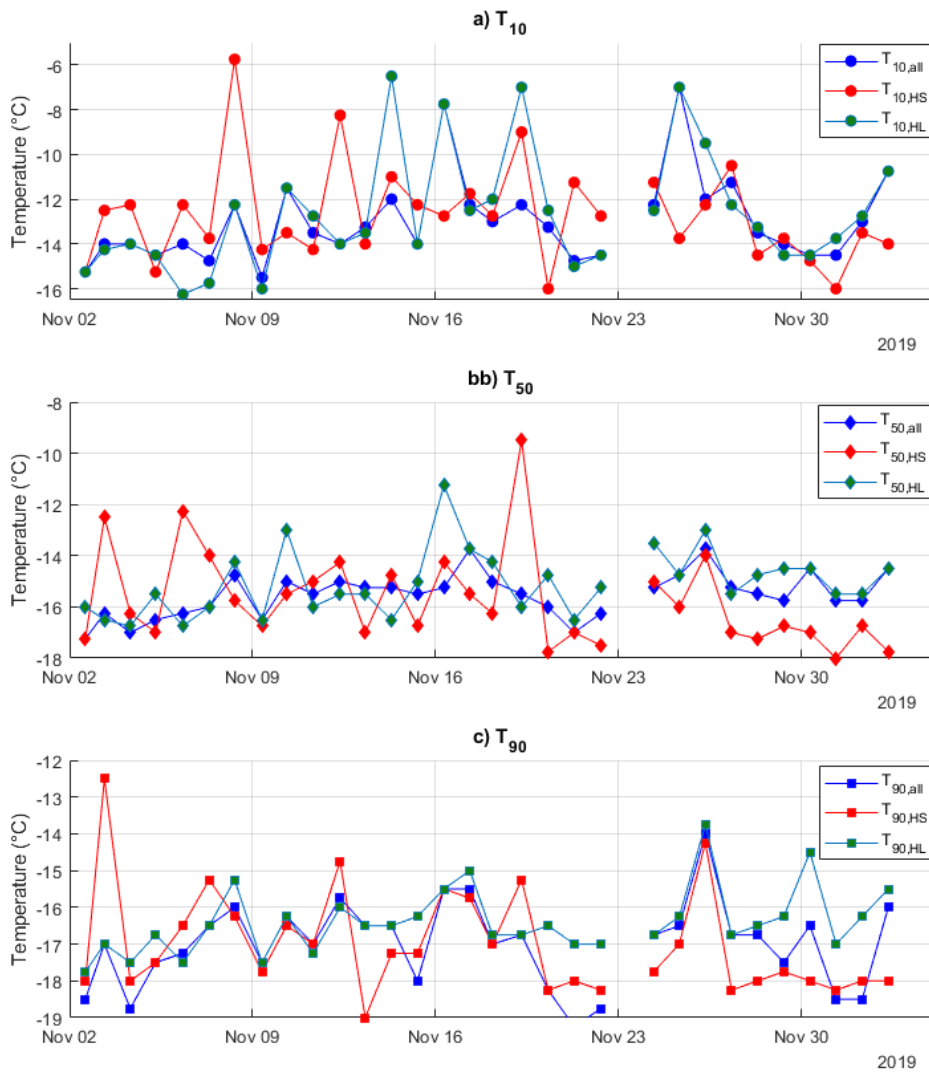 a) T10
-6
-8
-10
-12
-14
-16
Temperature (°C)
T10,all
T10,HS
T10,HL
Nov 02 Nov 09 Nov 16 Nov 23 Nov 30
2019
bb) T50
-8
-10
-12
-14
-16
-18
Temperature (°C)
T50,all
T50,HS
T50,HL
Nov 02 Nov 09 Nov 16 Nov 23 Nov 30
2019
c) T90
-12
-13
-14
-15
-16
-17
-18
-19
Temperature (°C)
T90,all
T90,HS
T90,HL
Nov 02 Nov 09 Nov 16 Nov 23 Nov 30
2019